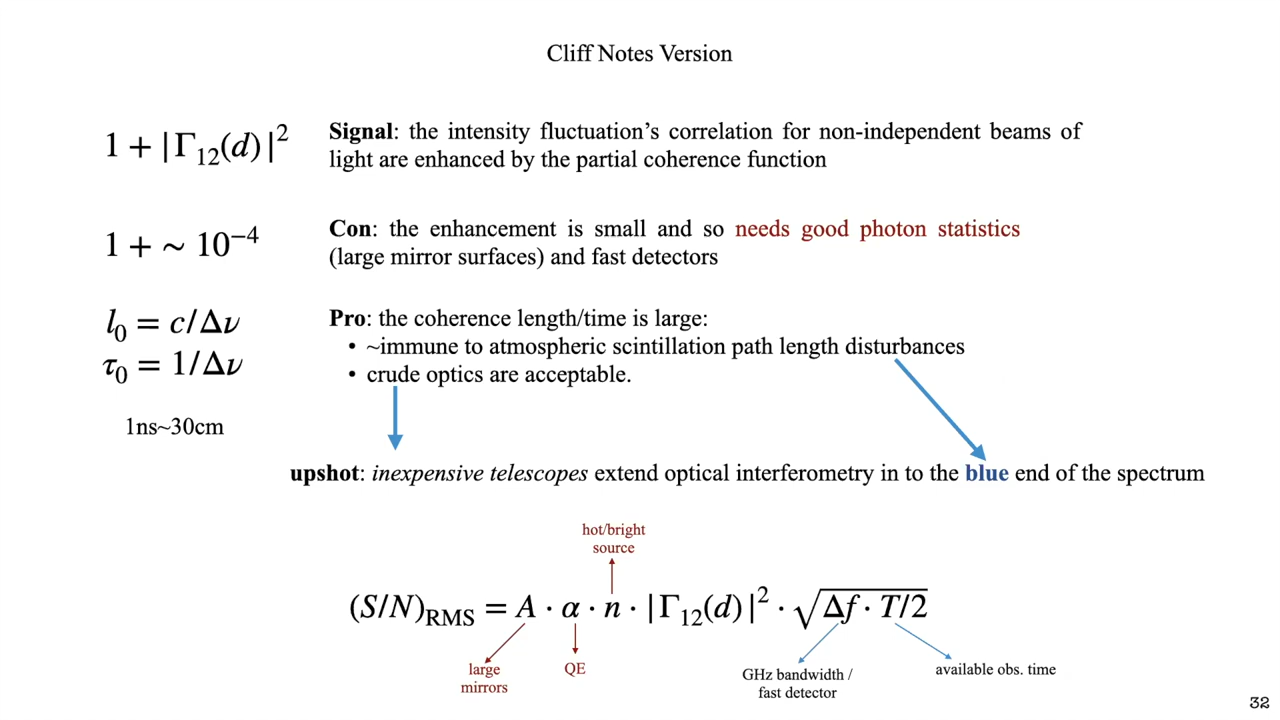 Cliff Notes Version
1 + |Γ₁₂(d)|²
Signal: the intensity fluctuation's correlation for non-independent beams of
light are enhanced by the partial coherence function
1 + ∼ 10⁻⁴
Con: the enhancement is small and so needs good photon statistics
(large mirror surfaces) and fast detectors
l₀ = c/Δν
τ₀ = 1/Δν
1ns~30cm
Pro: the coherence length/time is large:
• ~immune to atmospheric scintillation path length disturbances
• crude optics are acceptable.
upshot: inexpensive telescopes extend optical interferometry in to the blue end of the spectrum
hot/bright
source
(S/N)RMS = A · α · n · |Γ₁₂(d)|² · √Δf · T/2
large
mirrors
QE
GHz bandwidth /
fast detector
available obs. time
32